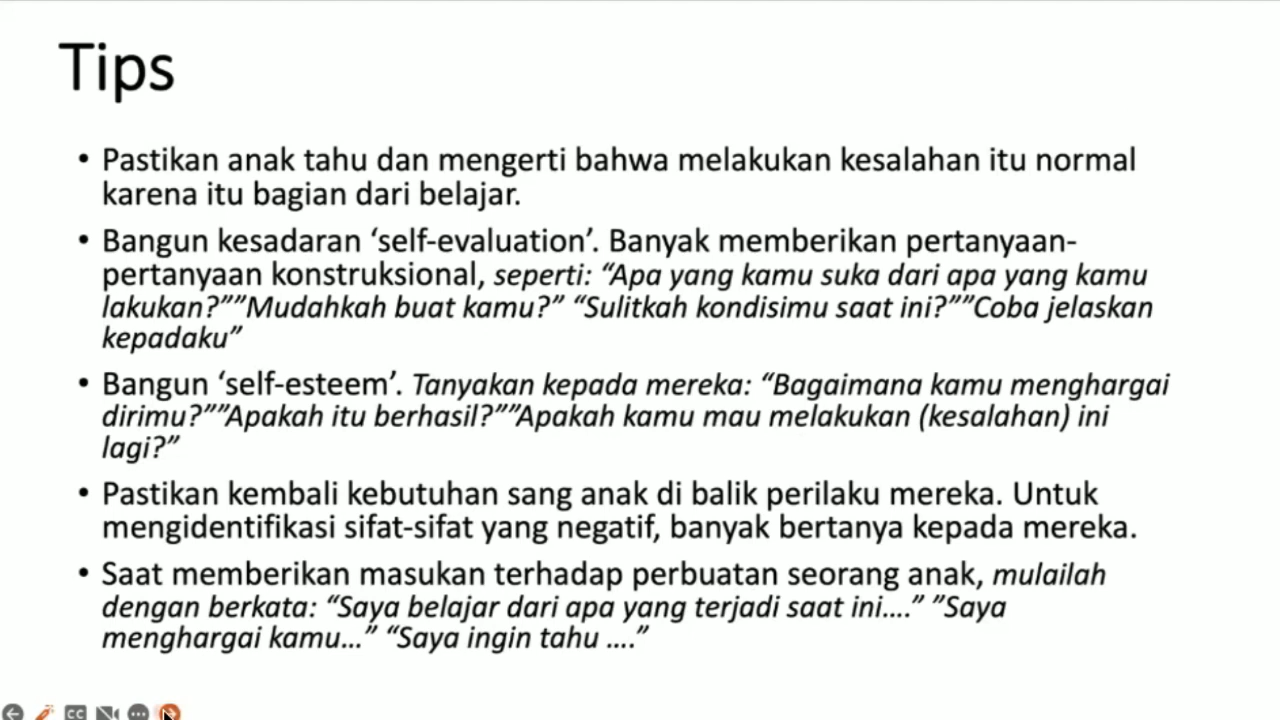 Tips
• Pastikan anak tahu dan mengerti bahwa melakukan kesalahan itu normal
karena itu bagian dari belajar.
• Bangun kesadaran ‘self-evaluation’. Banyak memberikan pertanyaan-
pertanyaan konstruksional, seperti: “Apa yang kamu suka dari apa yang kamu
lakukan?””Mudahkah buat kamu?” “Sulitkah kondisimu saat ini?””Coba jelaskan
kepadaku”
• Bangun ‘self-esteem’. Tanyakan kepada mereka: “Bagaimana kamu menghargai
dirimu?””Apakah itu berhasil?””Apakah kamu mau melakukan (kesalahan) ini
lagi?”
• Pastikan kembali kebutuhan sang anak di balik perilaku mereka. Untuk
mengidentifikasi sifat-sifat yang negatif, banyak bertanya kepada mereka.
• Saat memberikan masukan terhadap perbuatan seorang anak, mulailah
dengan berkata: “Saya belajar dari apa yang terjadi saat ini....” ”Saya
menghargai kamu...” “Saya ingin tahu ....”
CC